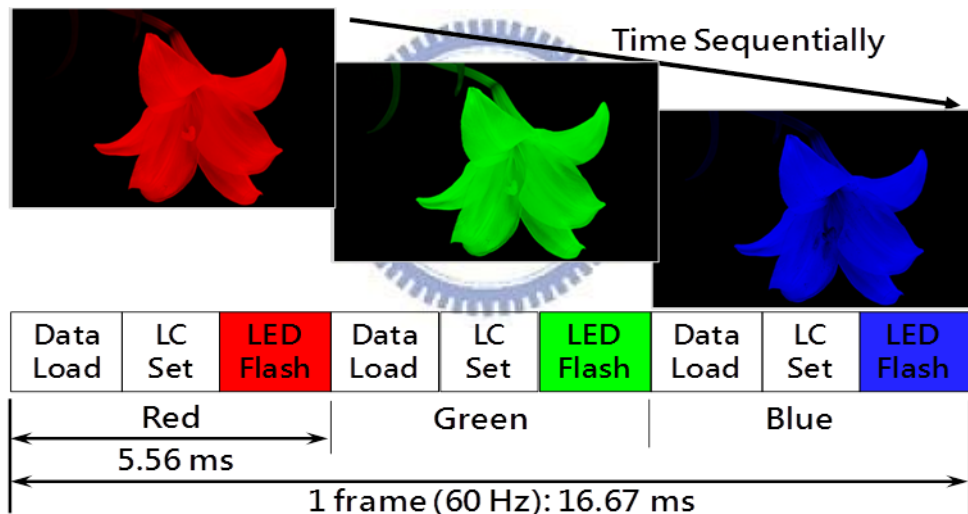 Time Sequentially
Data Load
LC Set
LED Flash
Data Load
LC Set
LED Flash
Data Load
LC Set
LED Flash
Red
Green
Blue
5.56 ms
1 frame (60 Hz): 16.67 ms